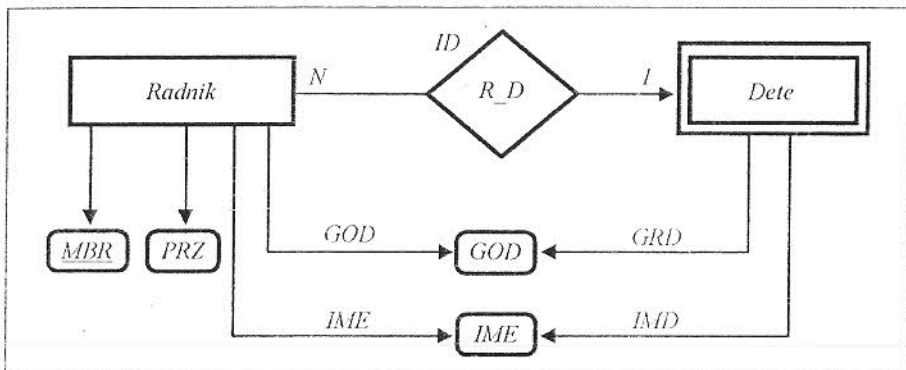 ID
Radnik
N
R_D
1
Dete
MBR
PRZ
GOD
GOD
GRD
IME
IME
IMD